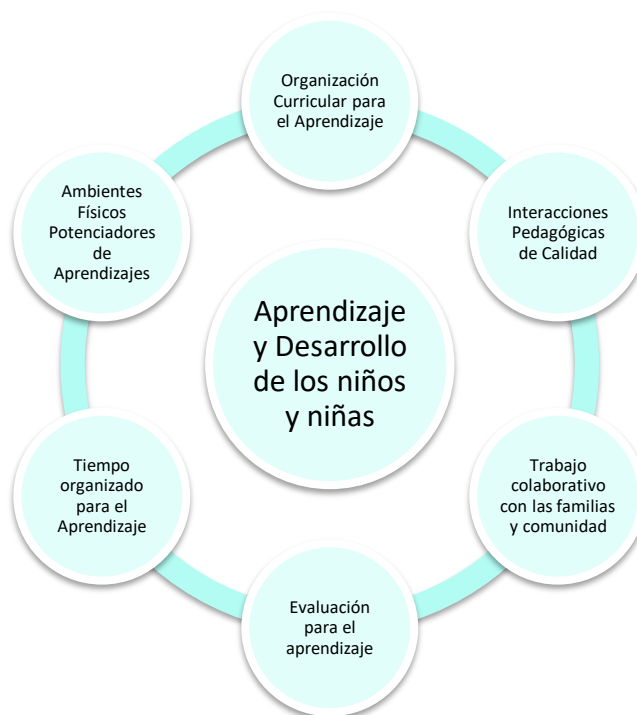 Organización
Curricular para
el Aprendizaje
Ambientes
Físicos
Potenciadores
de
Aprendizajes
Interacciones
Pedagógicas
de Calidad
Aprendizaje
y Desarrollo
de los niños
y niñas
Tiempo
organizado
para el
Aprendizaje
Trabajo
colaborativo
con las familias
y comunidad
Evaluación
para el
aprendizaje